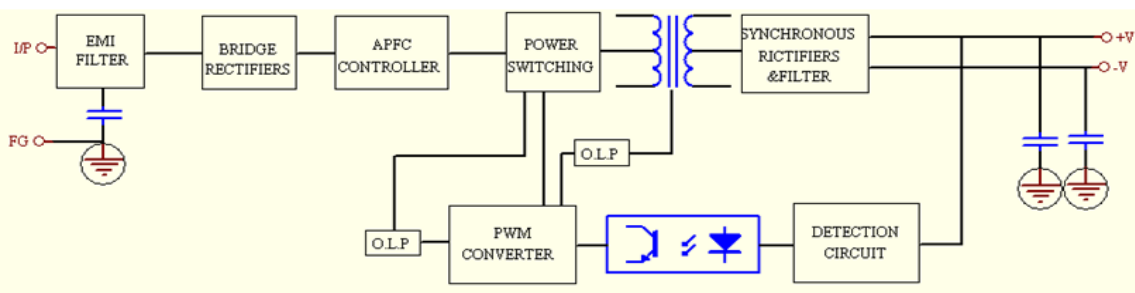 I/P
EMI
FILTER
BRIDGE
RECTIFIERS
APFC
CONTROLLER
POWER
SWITCHING
SYNCHRONOUS
RICTIFIERS
&FILTER
+V
-V
FG
O.L.P
O.L.P
PWM
CONVERTER
DETECTION
CIRCUIT